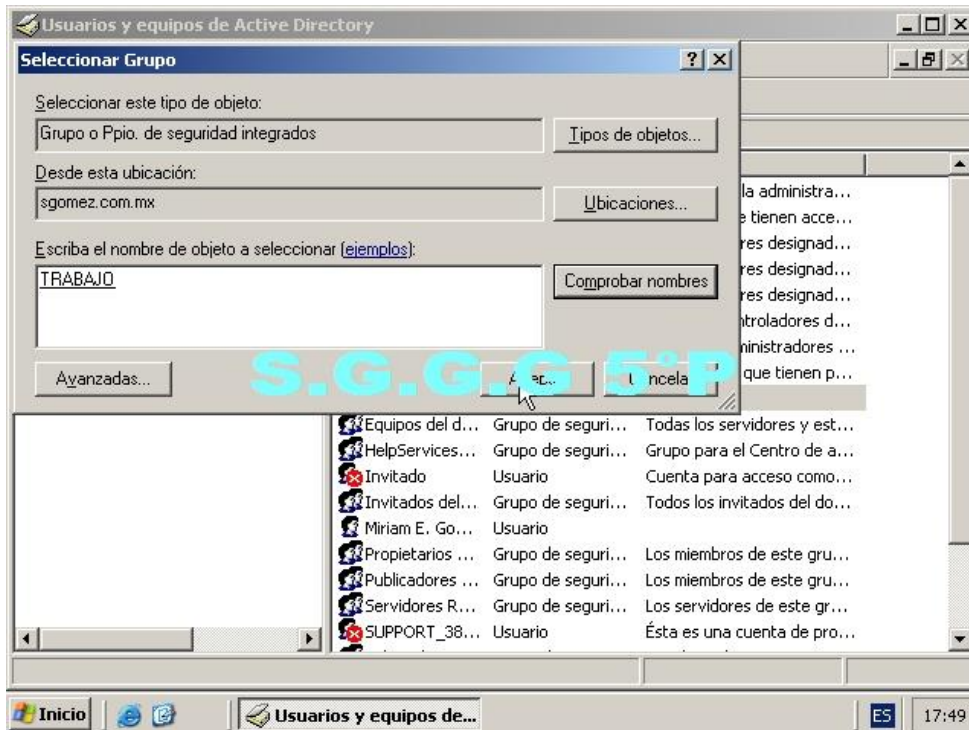 Usuarios y equipos de Active Directory
Seleccionar Grupo
Seleccionar este tipo de objeto:
Grupo o Ppio. de seguridad integrados
Tipos de objetos...
Desde esta ubicación:
sgomez.com.mx
Ubicaciones...
Escriba el nombre de objeto a seleccionar (ejemplos):
TRABAJO
Comprobar nombres
Avanzadas...
S.G.G.G 5°P
la administra...
e tienen acce...
res designad...
res designad...
res designad...
ntroladores d...
ministradores ...
que tienen p...
Equipos del d... Grupo de seguri... Todas los servidores y est...
HelpServices... Grupo de seguri... Grupo para el Centro de a...
Invitado Usuario Cuenta para acceso como...
Invitados del... Grupo de seguri... Todos los invitados del do...
Miriam E. Go... Usuario
Propietarios ... Grupo de seguri... Los miembros de este gru...
Publicadores ... Grupo de seguri... Los miembros de este gru...
Servidores R... Grupo de seguri... Los servidores de este gr...
SUPPORT_38... Usuario Ésta es una cuenta de pro...
Inicio
Usuarios y equipos de...
ES
17:49